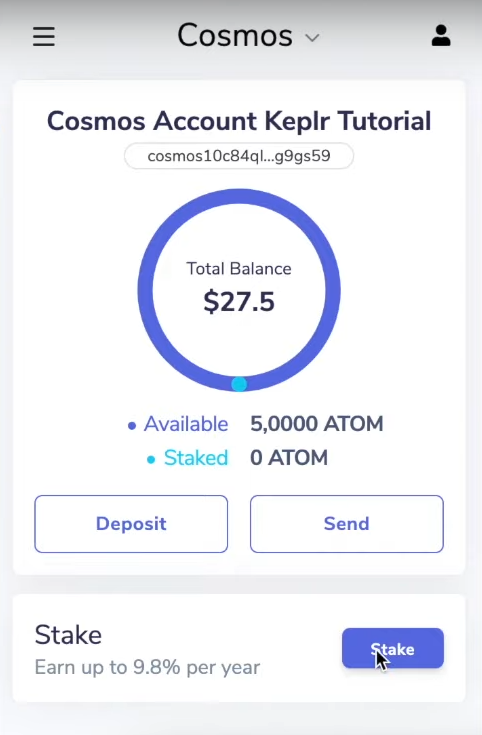 Cosmos
Cosmos Account Keplr Tutorial
cosmos10c84ql...g9gs59
Total Balance
$27.5
Available 5,0000 ATOM
Staked 0 ATOM
Deposit Send
Stake
Earn up to 9.8% per year
Stake